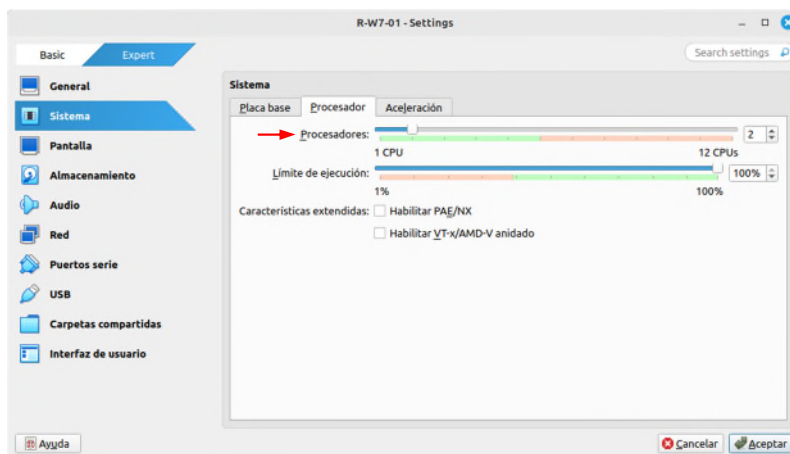 R-W7-01 - Settings
Basic
Expert
Search settings
General
Sistema
Pantalla
Almacenamiento
Audio
Red
Puertos serie
USB
Carpetas compartidas
Interfaz de usuario
Sistema
Placa base Procesador Aceleración
Procesadores: 2
1 CPU 12 CPUs
Límite de ejecución: 100%
1% 100%
Características extendidas: Habilitar PAE/NX
Habilitar VT-x/AMD-V anidado
Ayuda
Cancelar
Aceptar